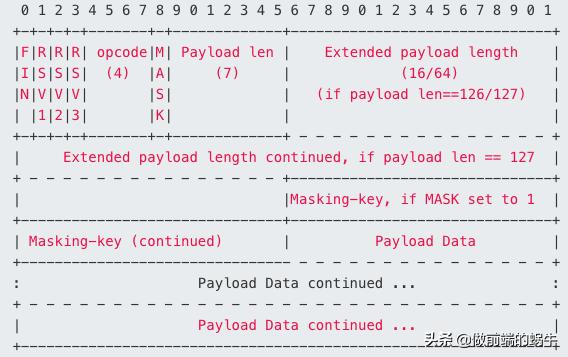 0 1 2 3 4 5 6 7 8 9 0 1 2 3 4 5 6 7 8 9 0 1 2 3 4 5 6 7 8 9 0 1
+-+-+-+-+-------+-+-------------+-------------------------------+
|F|R|R|R| opcode|M| Payload len |    Extended payload length    |
|I|S|S|S|  (4)  |A|     (7)     |             (16/64)           |
|N|V|V|V|       |S|             |   (if payload len==126/127)   |
| |1|2|3|       |K|             |                               |
+-+-+-+-+-------+-+-------------+ - - - - - - - - - - - - - - - +
|     Extended payload length continued, if payload len == 127  |
+ - - - - - - - - - - - - - - - +-------------------------------+
|                               |Masking-key, if MASK set to 1  |
+-------------------------------+-------------------------------+
| Masking-key (continued)       |          Payload Data         |
+-------------------------------- - - - - - - - - - - - - - - - +
:                     Payload Data continued ...                :
+ - - - - - - - - - - - - - - - - - - - - - - - - - - - - - - - +
|                     Payload Data continued ...                |
+---------------------------------------------------------------+
头条 @做前端的蜗牛